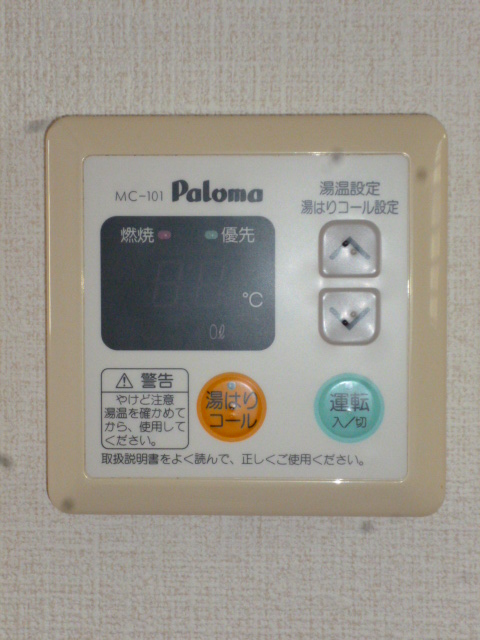 MC-101 Paloma
湯温設定
湯はりコール設定
燃焼 優先
℃
0ℓ
⚠ 警告
やけど注意
湯温を確かめて
から、使用して
ください。
湯はり
コール
運転
入/切
取扱説明書をよく読んで、正しくご使用ください。